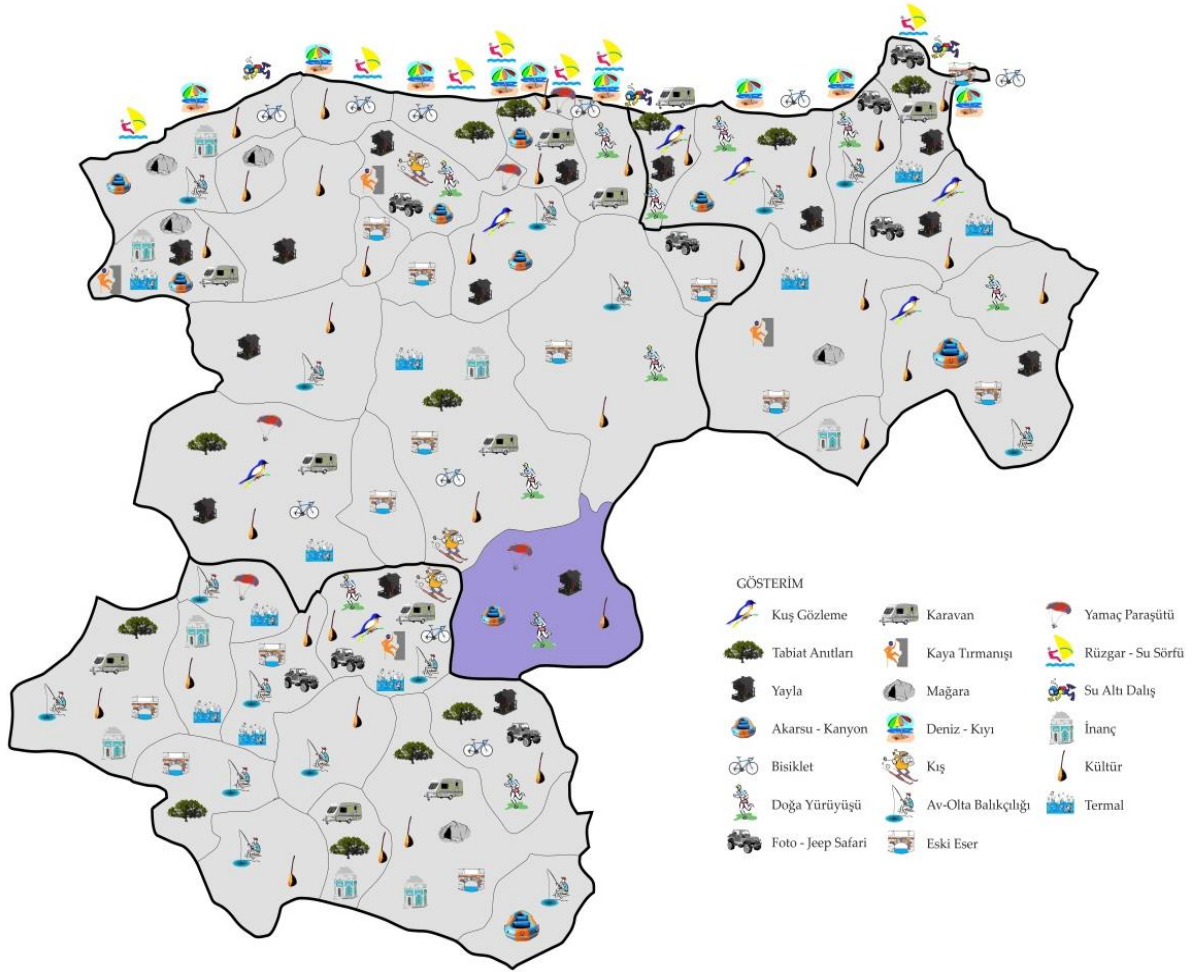 GÖSTERİM
Kuş Gözleme
Karavan
Yamaç Paraşütü
Tabiat Anıtları
Kaya Tırmanışı
Rüzgar - Su Sörfü
Yayla
Mağara
Su Altı Dalış
Akarsu - Kanyon
Deniz - Kıyı
İnanç
Bisiklet
Kış
Kültür
Doğa Yürüyüşü
Av-Olta Balıkçılığı
Termal
Foto - Jeep Safari
Eski Eser